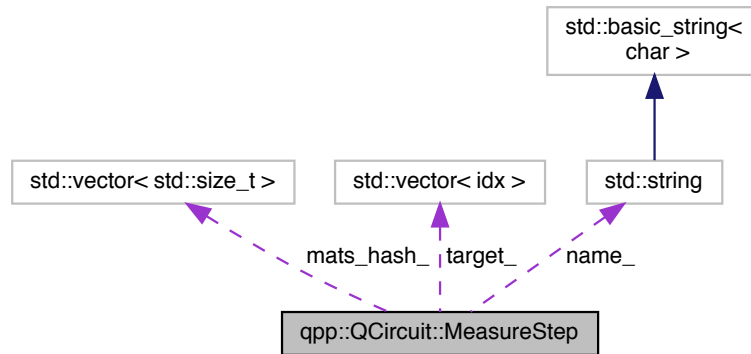 std::basic_string<
char >
std::vector< std::size_t >
std::vector< idx >
std::string
mats_hash_
target_
name_
qpp::QCircuit::MeasureStep